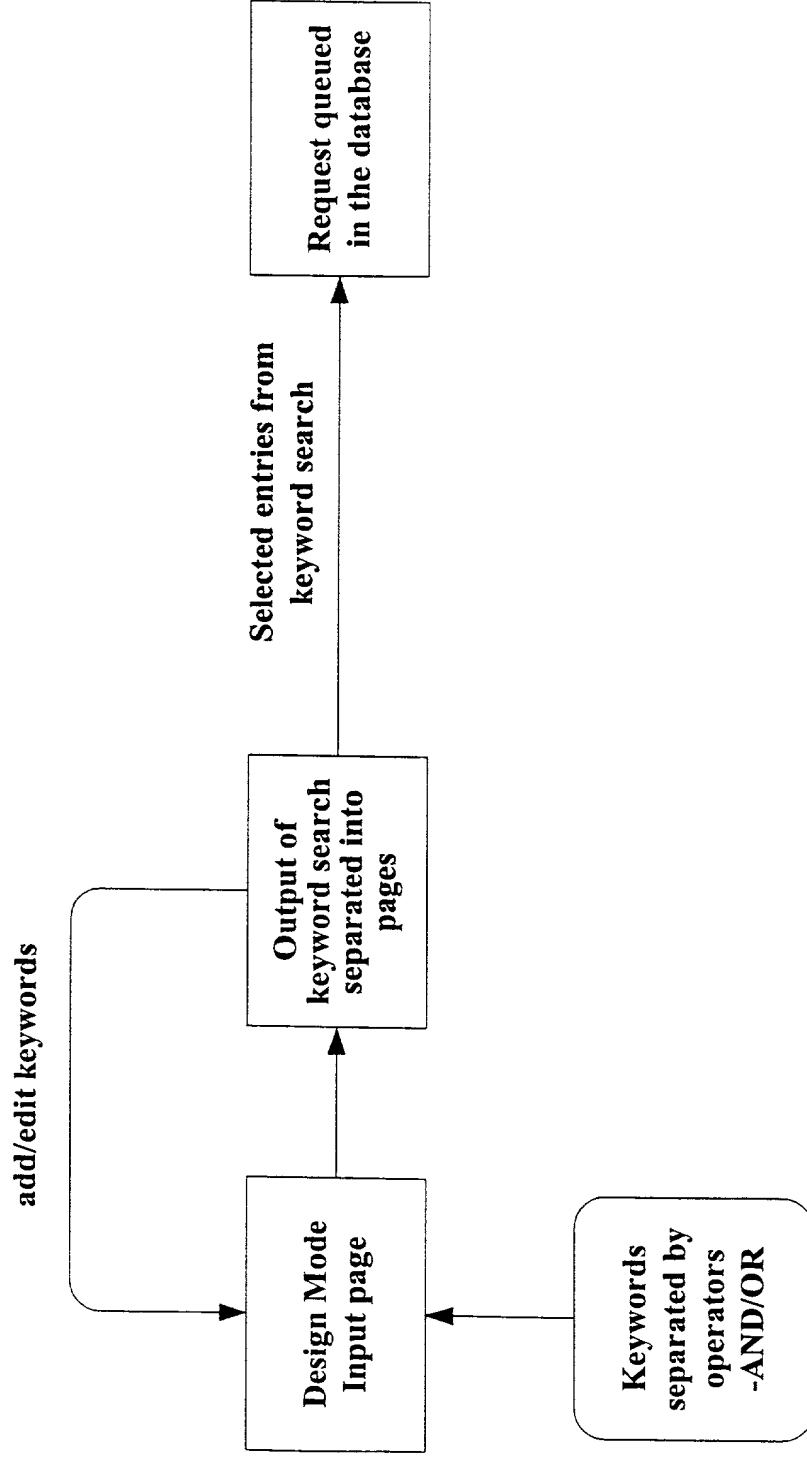 add/edit keywords
Design Mode
Input page
Keywords
separated by
operators
-AND/OR
Output of
keyword search
separated into
pages
Selected entries from
keyword search
Request queued
in the database